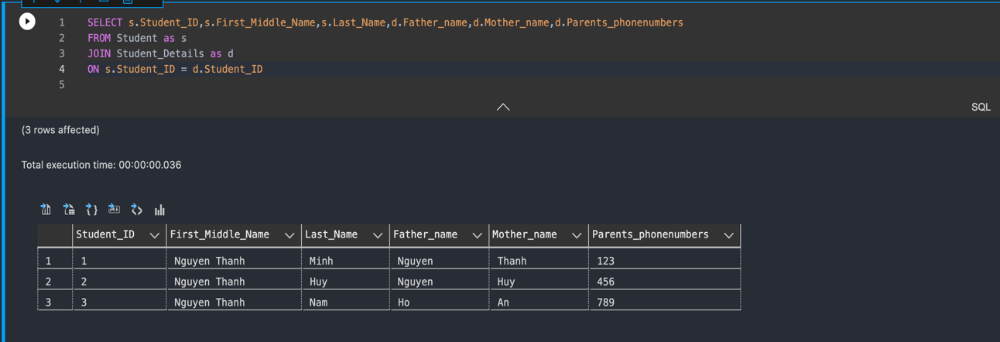 1 SELECT s.Student_ID,s.First_Middle_Name,s.Last_Name,d.Father_name,d.Mother_name,d.Parents_phonenumbers
2 FROM Student as s
3 JOIN Student_Details as d
4 ON s.Student_ID = d.Student_ID
5
SQL
(3 rows affected)
Total execution time: 00:00:00.036
Student_ID First_Middle_Name Last_Name Father_name Mother_name Parents_phonenumbers
1 1 Nguyen Thanh Minh Nguyen Thanh 123
2 2 Nguyen Thanh Huy Nguyen Huy 456
3 3 Nguyen Thanh Nam Ho An 789